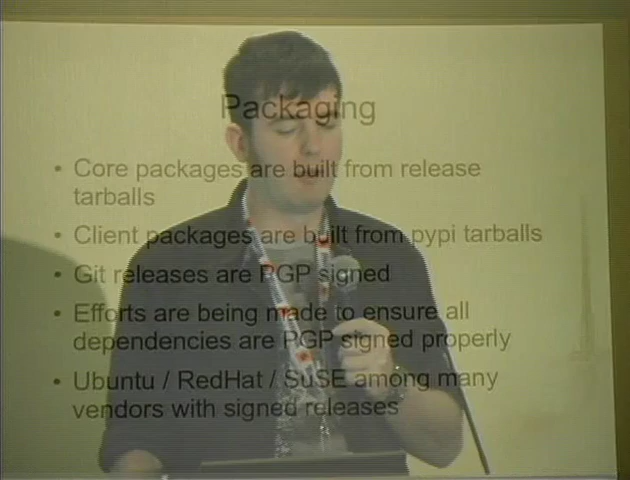 Packaging
• Core packages are built from release
tarballs
• Client packages are built from pypi tarballs
• Git releases are PGP signed
• Efforts are being made to ensure all
dependencies are PGP signed properly
• Ubuntu / RedHat / SuSE among many
vendors with signed releases